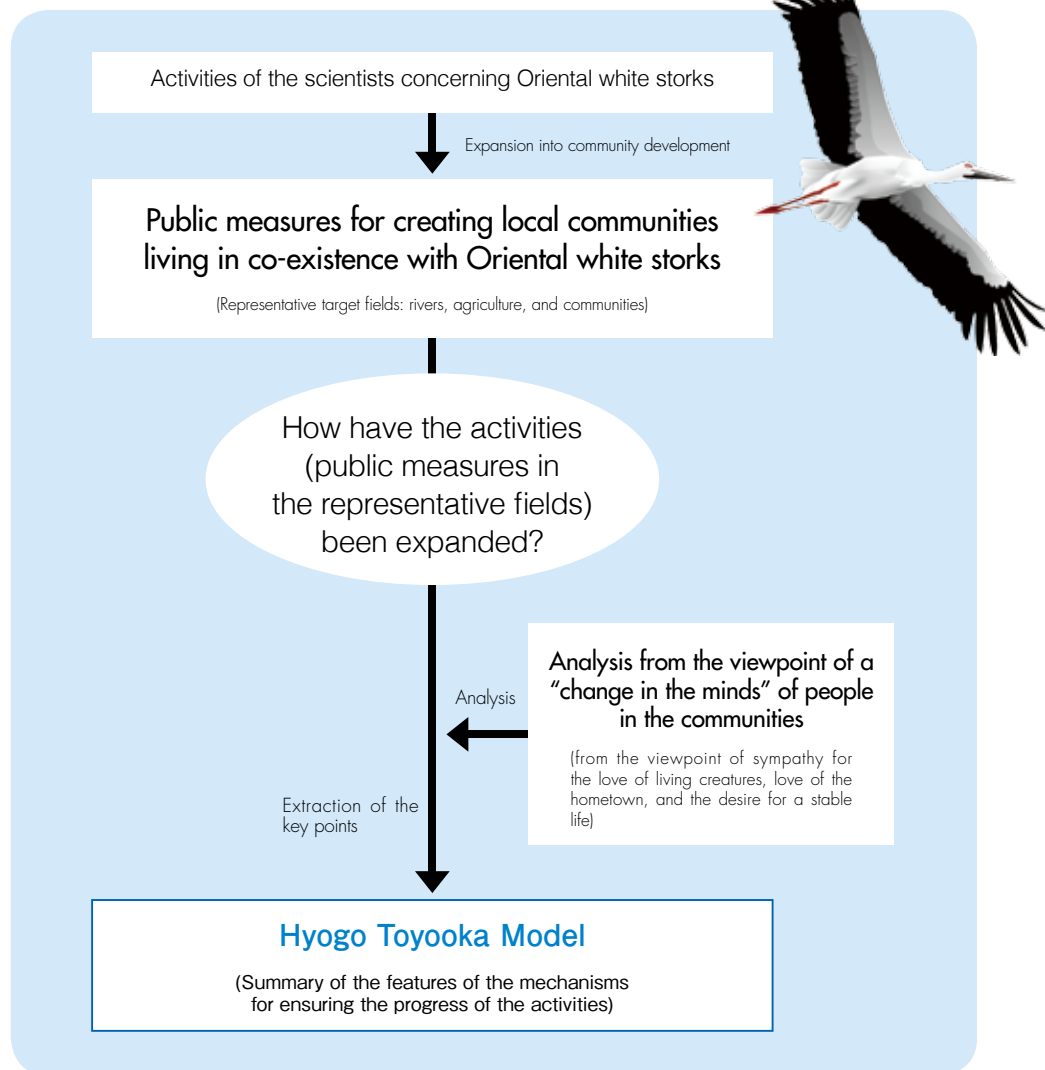 Activities of the scientists concerning Oriental white storks
Expansion into community development
Public measures for creating local communities
living in co-existence with Oriental white storks
(Representative target fields: rivers, agriculture, and communities)
How have the activities
(public measures in
the representative fields)
been expanded?
Analysis from the viewpoint of a
“change in the minds” of people
in the communities
(from the viewpoint of sympathy for
the love of living creatures, love of the
hometown, and the desire for a stable
life)
Analysis
Extraction of the
key points
Hyogo Toyooka Model
(Summary of the features of the mechanisms
for ensuring the progress of the activities)